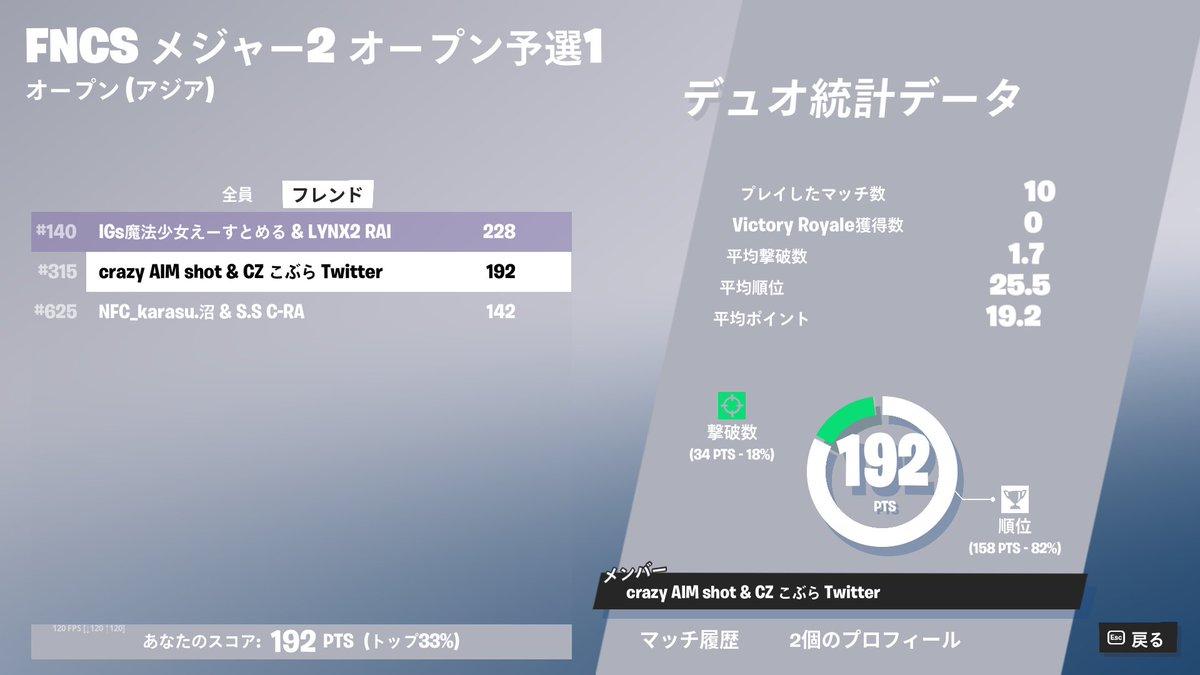 FNCS メジャー2 オープン予選1
オープン (アジア)
デュオ統計データ
全員 フレンド
#140 IGs魔法少女えーすとめる & LYNX2 RAI 228
#315 crazy AIM shot & CZ こぶら Twitter 192
#625 NFC_karasu.沼 & S.S C-RA 142
プレイしたマッチ数 10
Victory Royale獲得数 0
平均撃破数 1.7
平均順位 25.5
平均ポイント 19.2
撃破数
(34 PTS - 18%)
192
PTS
順位
(158 PTS - 82%)
メンバー
crazy AIM shot & CZ こぶら Twitter
120 FPS [↓120 ↑120]
あなたのスコア: 192 PTS (トップ33%)
マッチ履歴 2個のプロフィール
Esc 戻る